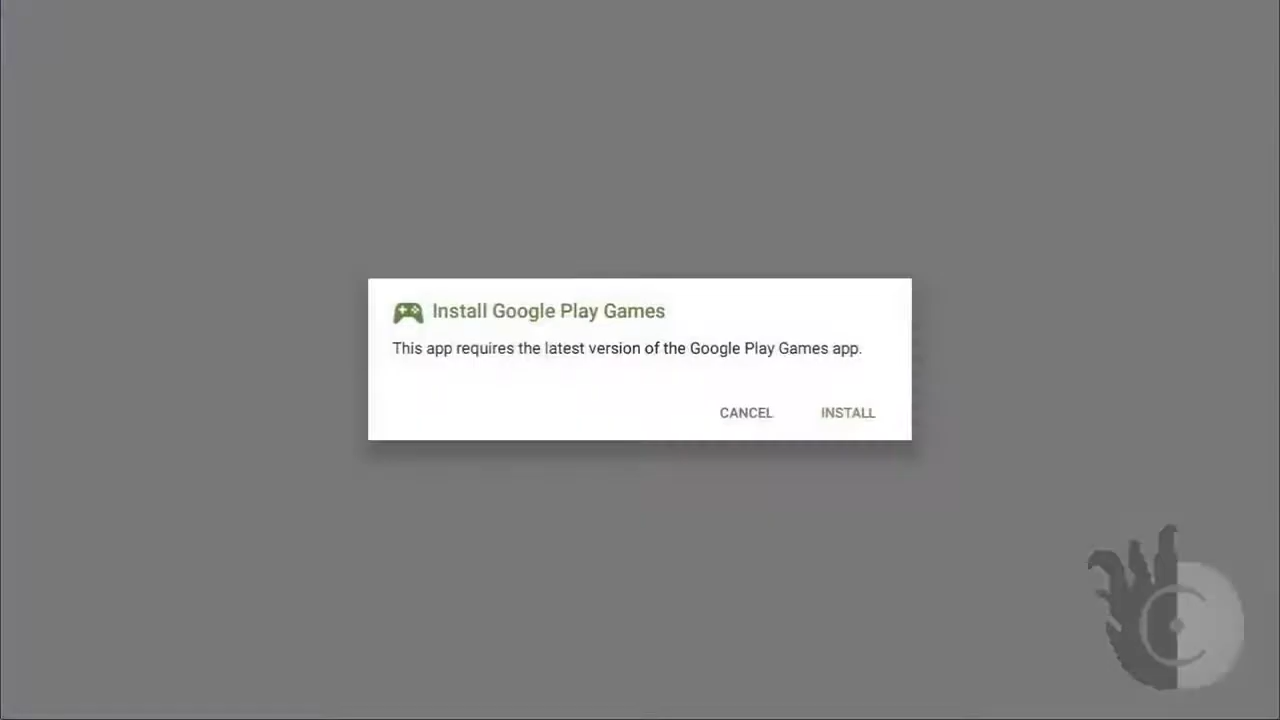 Install Google Play Games
This app requires the latest version of the Google Play Games app.
CANCEL INSTALL